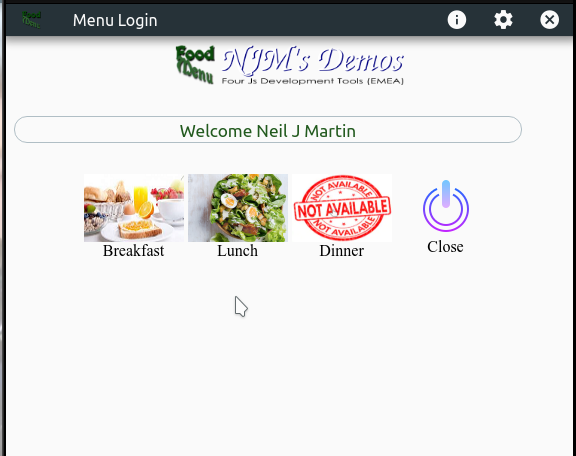 Menu Login
Food
Menu
NJM's Demos
Four Js Development Tools (EMEA)
Welcome Neil J Martin
NOT AVAILABLE
NOT AVAILABLE
NOT AVAILABLE
Breakfast
Lunch
Dinner
Close